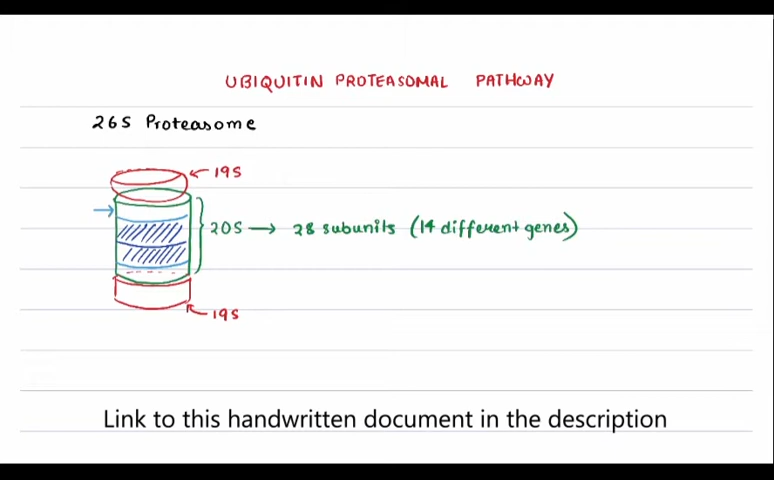 UBIQUITIN PROTEASOMAL PATHWAY
26S Proteasome
19S
20S → 28 subunits (14 different genes)
19S
Link to this handwritten document in the description